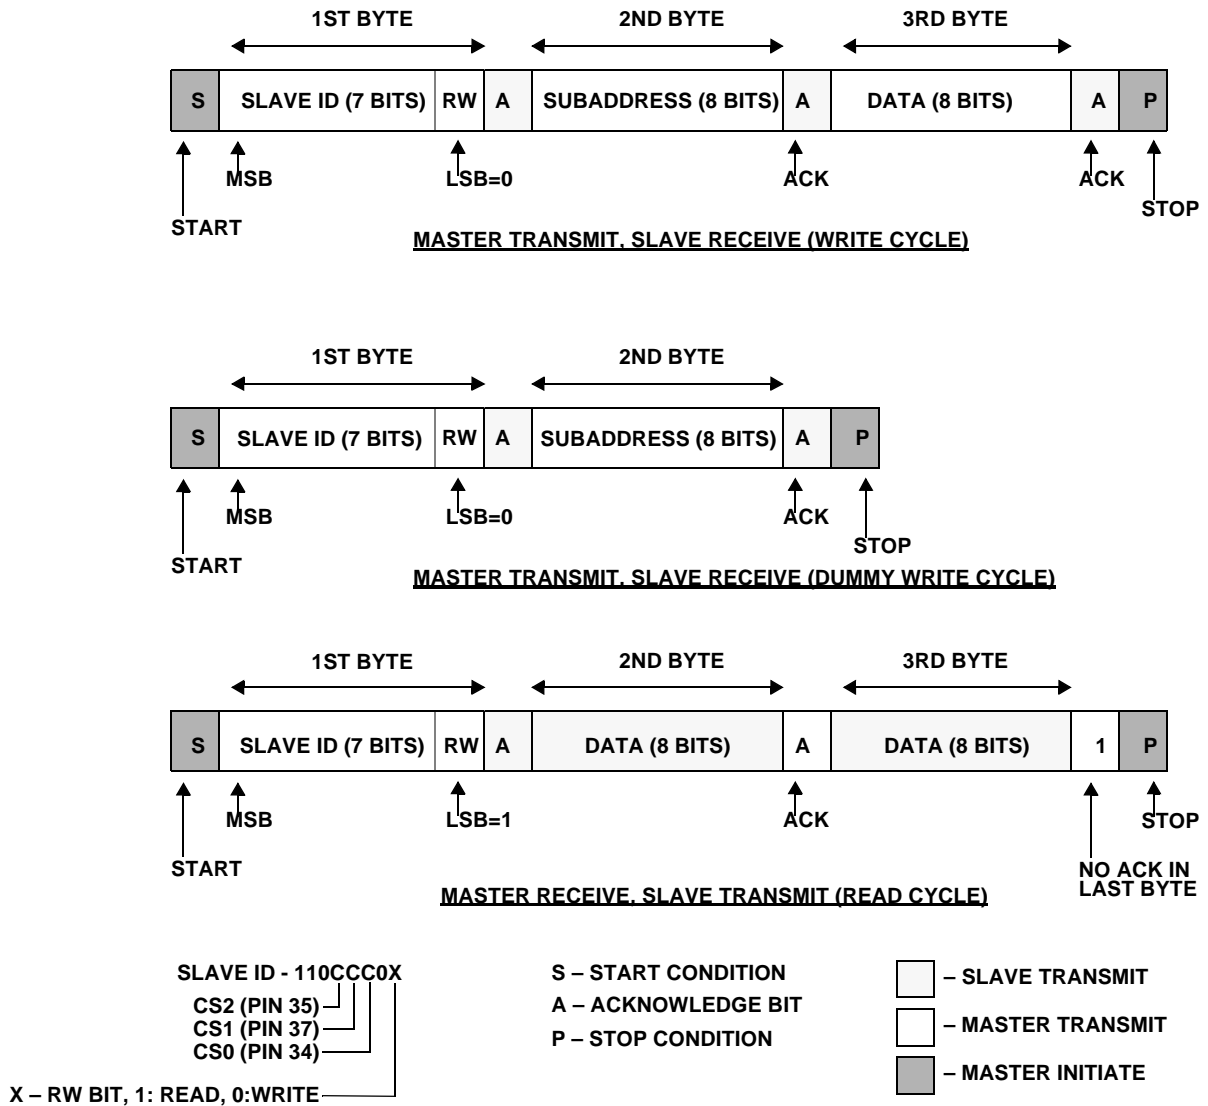 1ST BYTE 2ND BYTE 3RD BYTE
S SLAVE ID (7 BITS) RW A SUBADDRESS (8 BITS) A DATA (8 BITS) A P
MSB LSB=0 ACK ACK
START STOP
MASTER TRANSMIT, SLAVE RECEIVE (WRITE CYCLE)
1ST BYTE 2ND BYTE
S SLAVE ID (7 BITS) RW A SUBADDRESS (8 BITS) A P
MSB LSB=0 ACK
START STOP
MASTER TRANSMIT, SLAVE RECEIVE (DUMMY WRITE CYCLE)
1ST BYTE 2ND BYTE 3RD BYTE
S SLAVE ID (7 BITS) RW A DATA (8 BITS) A DATA (8 BITS) 1 P
MSB LSB=1 ACK STOP
START NO ACK IN
LAST BYTE
MASTER RECEIVE, SLAVE TRANSMIT (READ CYCLE)
SLAVE ID - 110CCC0X
CS2 (PIN 35)
CS1 (PIN 37)
CS0 (PIN 34)
X – RW BIT, 1: READ, 0:WRITE
S – START CONDITION
A – ACKNOWLEDGE BIT
P – STOP CONDITION
– SLAVE TRANSMIT
– MASTER TRANSMIT
– MASTER INITIATE